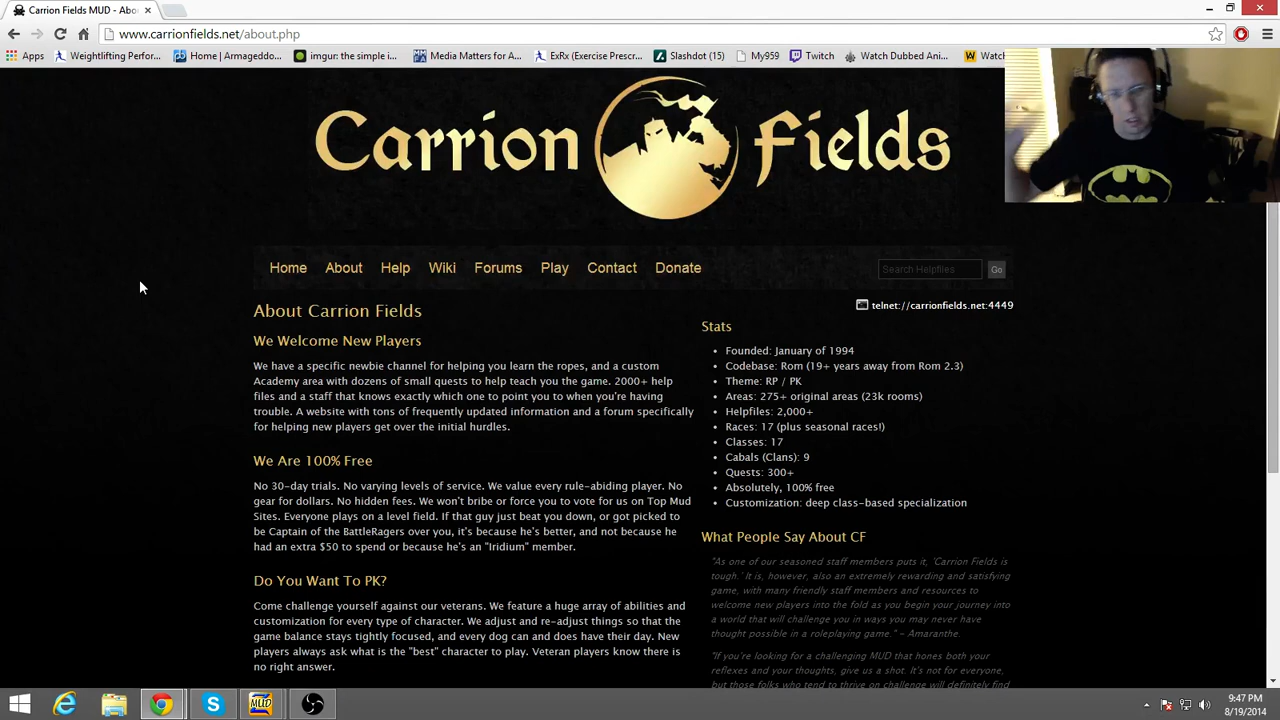 Carrion Fields MUD - Abo
www.carrionfields.net/about.php
Apps
Weightlifting Perfor...
Home | Armageddo...
imgur: the simple i...
Media Matters for A...
ExRx (Exercise Prescr...
Slashdot (15)
My959
Twitch
Watch Dubbed Ani...
Watch
Carrion Fields
Home
About
Help
Wiki
Forums
Play
Contact
Donate
Search Helpfiles
Go
telnet://carrionfields.net:4449
About Carrion Fields
We Welcome New Players
We have a specific newbie channel for helping you learn the ropes, and a custom
Academy area with dozens of small quests to help teach you the game. 2000+ help
files and a staff that knows exactly which one to point you to when you're having
trouble. A website with tons of frequently updated information and a forum specifically
for helping new players get over the initial hurdles.
We Are 100% Free
No 30-day trials. No varying levels of service. We value every rule-abiding player. No
gear for dollars. No hidden fees. We won't bribe or force you to vote for us on Top Mud
Sites. Everyone plays on a level field. If that guy just beat you down, or got picked to
be Captain of the BattleRagers over you, it's because he's better, and not because he
had an extra $50 to spend or because he's an "Iridium" member.
Do You Want To PK?
Come challenge yourself against our veterans. We feature a huge array of abilities and
customization for every type of character. We adjust and re-adjust things so that the
game balance stays tightly focused, and every dog can and does have their day. New
players always ask what is the "best" character to play. Veteran players know there is
no right answer.
Stats
Founded: January of 1994
Codebase: Rom (19+ years away from Rom 2.3)
Theme: RP / PK
Areas: 275+ original areas (23k rooms)
Helpfiles: 2,000+
Races: 17 (plus seasonal races!)
Classes: 17
Cabals (Clans): 9
Quests: 300+
Absolutely, 100% free
Customization: deep class-based specialization
What People Say About CF
"As one of our seasoned staff members puts it, 'Carrion Fields is
tough.' It is, however, also an extremely rewarding and satisfying
game, with many friendly staff members and resources to
welcome new players into the fold as you begin your journey into
a world that will challenge you in ways you may never have
thought possible in a roleplaying game." - Amaranthe.
"If you're looking for a challenging MUD that hones both your
reflexes and your thoughts, give us a shot. It's not for everyone,
but those folks who tend to thrive on challenge will definitely find
MUD
9:47 PM
8/19/2014